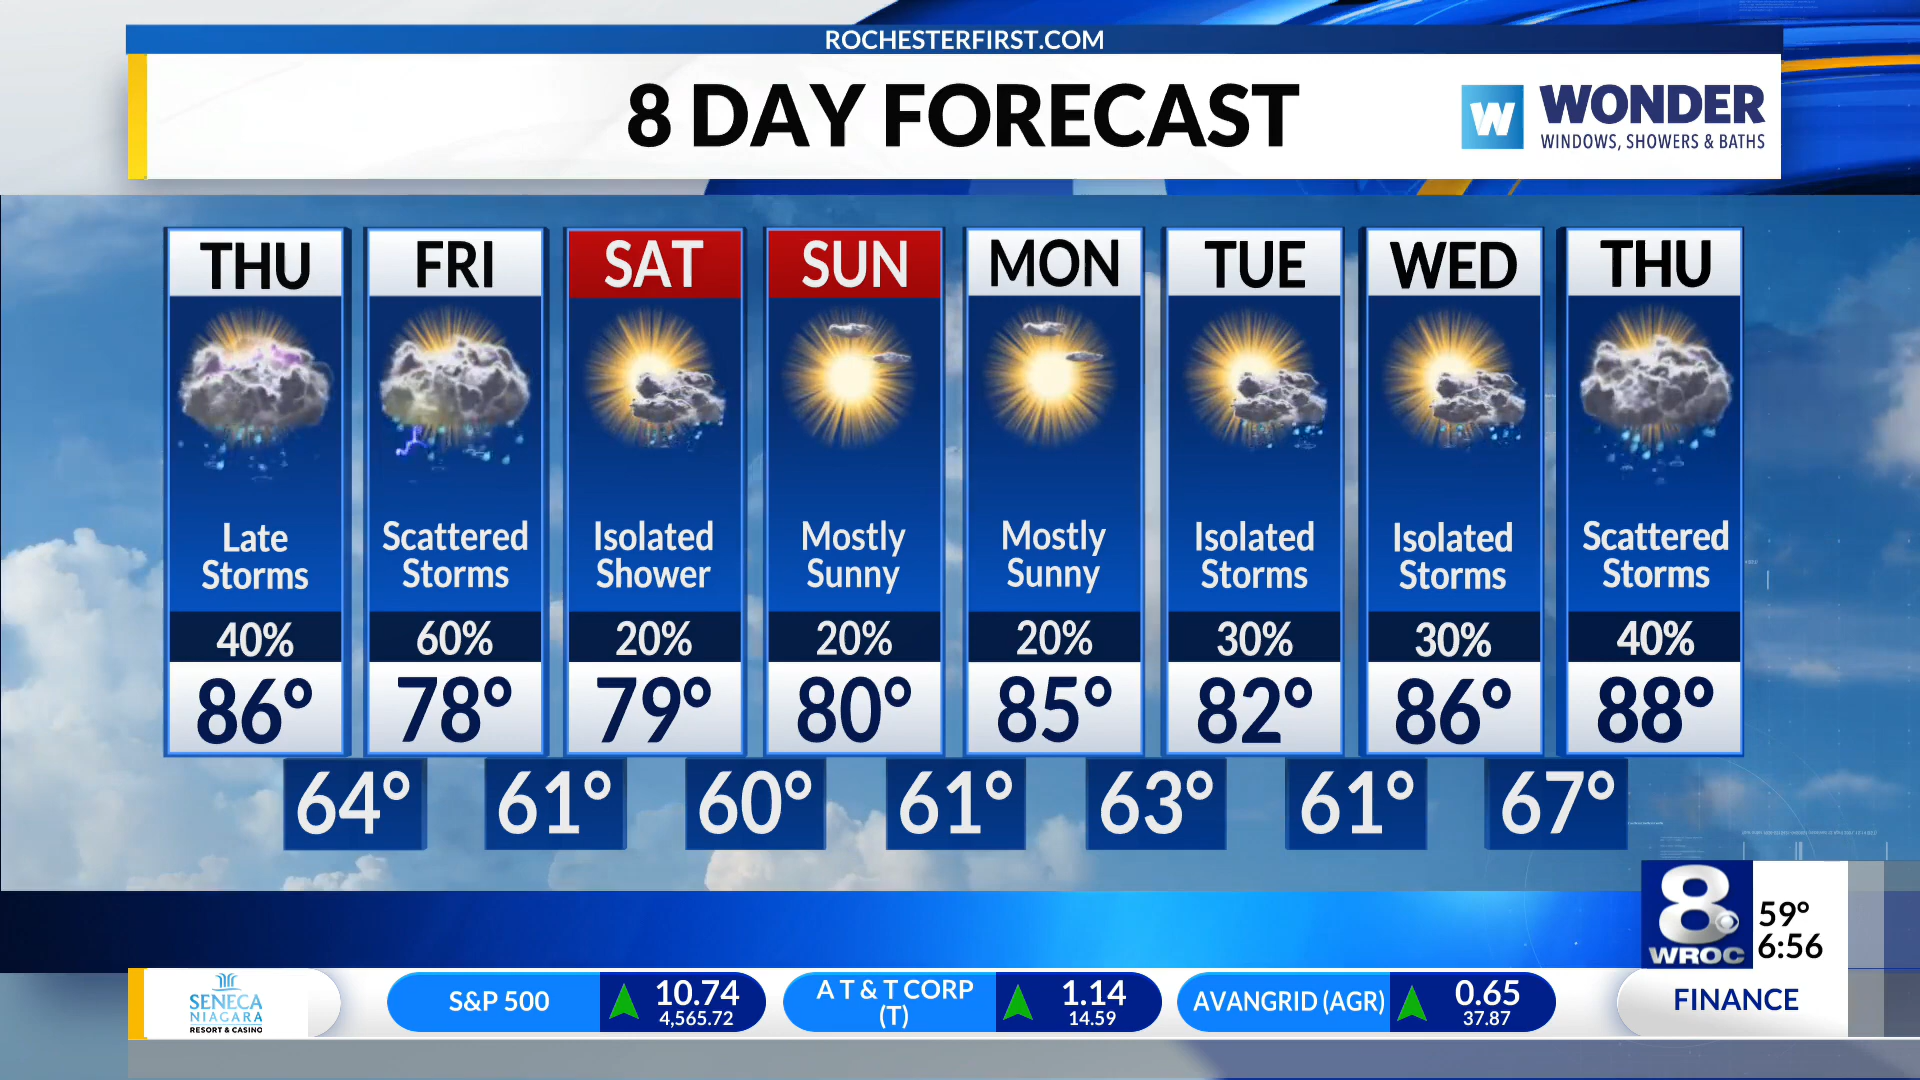 ROCHESTERFIRST.COM
8 DAY FORECAST
W WONDER
WINDOWS, SHOWERS & BATHS
THU FRI SAT SUN MON TUE WED THU
Late Scattered Isolated Mostly Mostly Isolated Isolated Scattered
Storms Storms Shower Sunny Sunny Storms Storms Storms
40% 60% 20% 20% 20% 30% 30% 40%
86° 78° 79° 80° 85° 82° 86° 88°
64° 61° 60° 61° 63° 61° 67°
8
WROC
59°
6:56
SENECA
NIAGARA
RESORT & CASINO
S&P 500
10.74
4,565.72
A T & T CORP
(T)
1.14
14.59
AVANGRID (AGR)
0.65
37.87
FINANCE